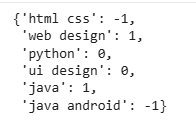 {'html css': -1,
'web design': 1,
'python': 0,
'ui design': 0,
'java': 1,
'java android': -1}